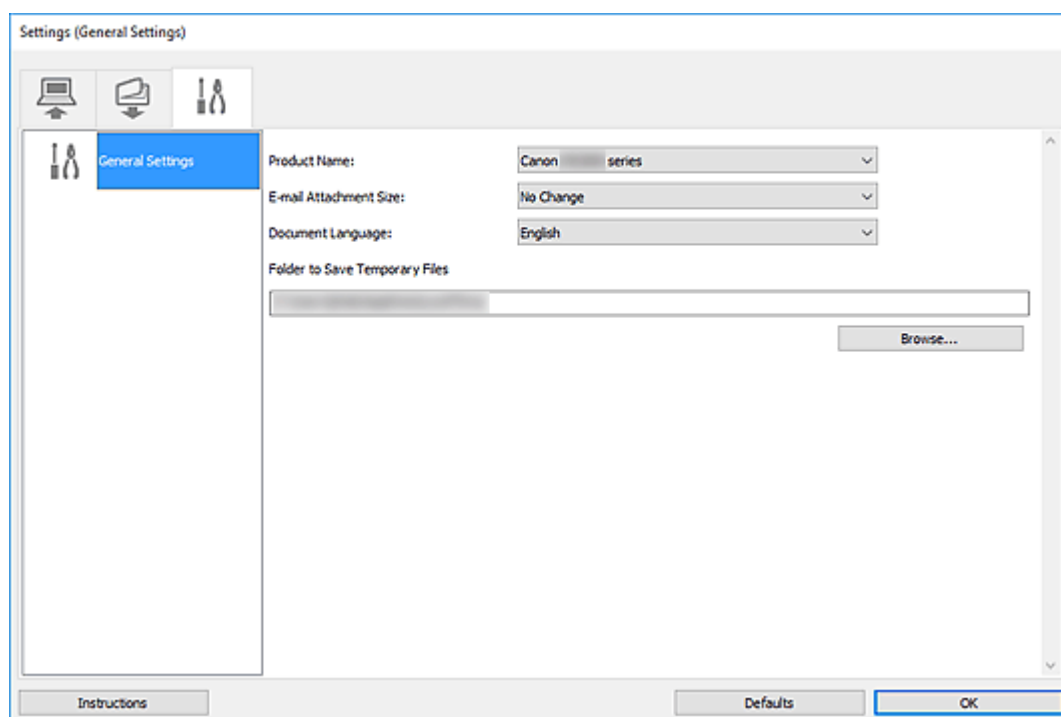 Settings (General Settings)
General Settings
Product Name:
Canon series
E-mail Attachment Size:
No Change
Document Language:
English
Folder to Save Temporary Files
Browse...
Instructions
Defaults
OK